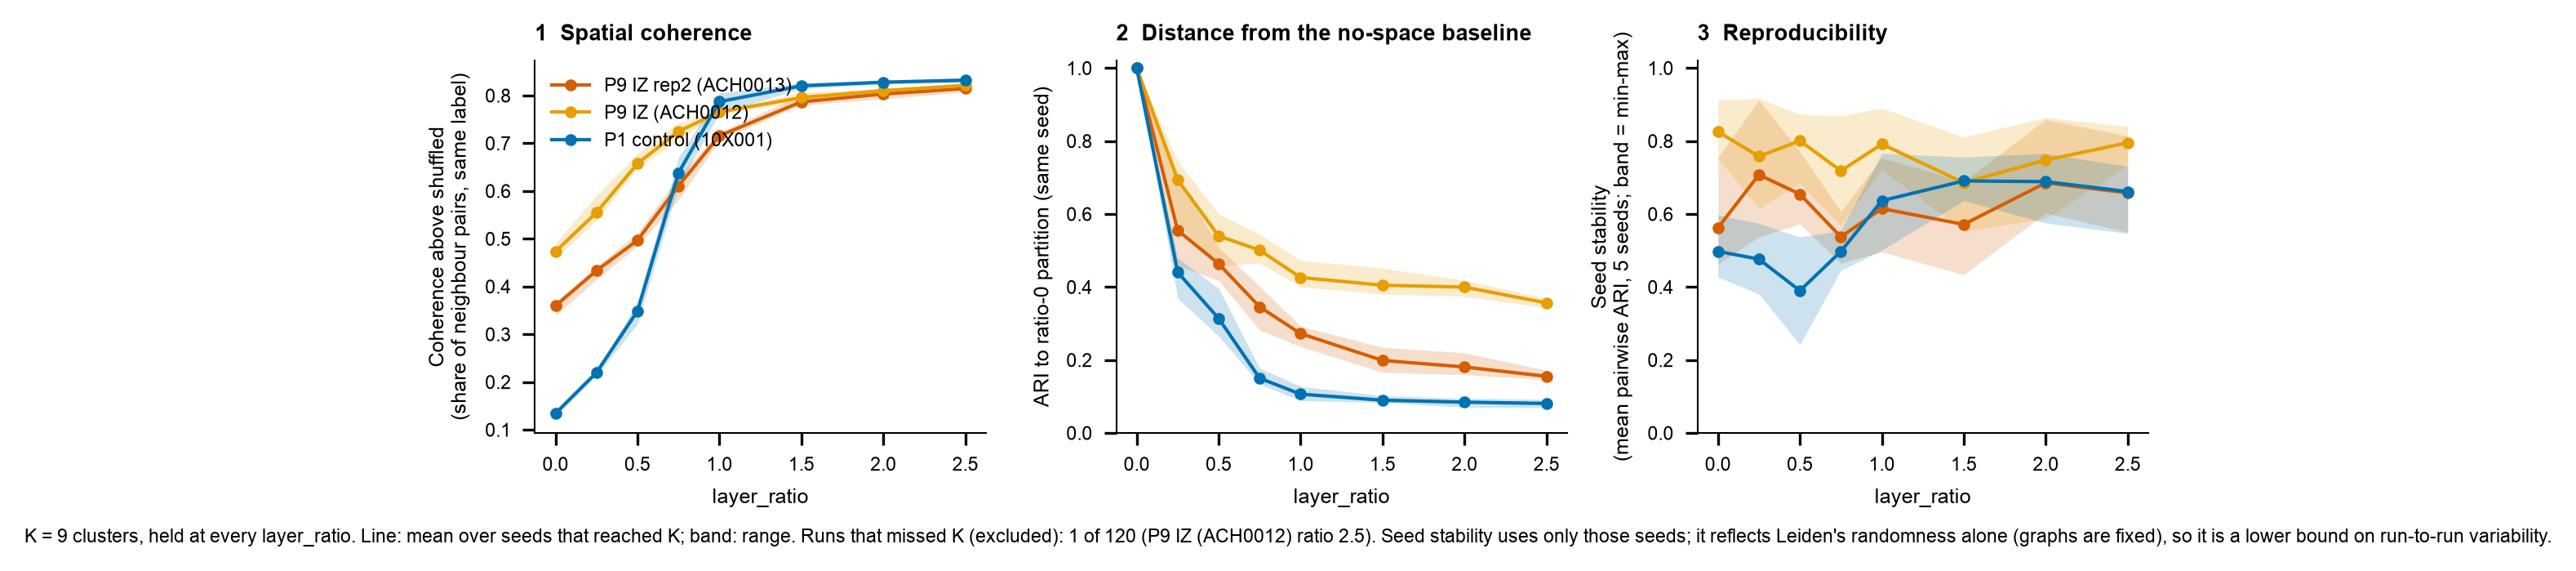 1 Spatial coherence
Coherence above shuffled
(share of neighbour pairs, same label)
0.8
0.7
0.6
0.5
0.4
0.3
0.2
0.1
P9 IZ rep2 (ACH0013)
P9 IZ (ACH0012)
P1 control (10X001)
0.0 0.5 1.0 1.5 2.0 2.5
layer_ratio
2 Distance from the no-space baseline
ARI to ratio-0 partition (same seed)
1.0
0.8
0.6
0.4
0.2
0.0
0.0 0.5 1.0 1.5 2.0 2.5
layer_ratio
3 Reproducibility
Seed stability
(mean pairwise ARI, 5 seeds; band = min-max)
1.0
0.8
0.6
0.4
0.2
0.0
0.0 0.5 1.0 1.5 2.0 2.5
layer_ratio
K = 9 clusters, held at every layer_ratio. Line: mean over seeds that reached K; band: range. Runs that missed K (excluded): 1 of 120 (P9 IZ (ACH0012) ratio 2.5). Seed stability uses only those seeds; it reflects Leiden's randomness alone (graphs are fixed), so it is a lower bound on run-to-run variability.